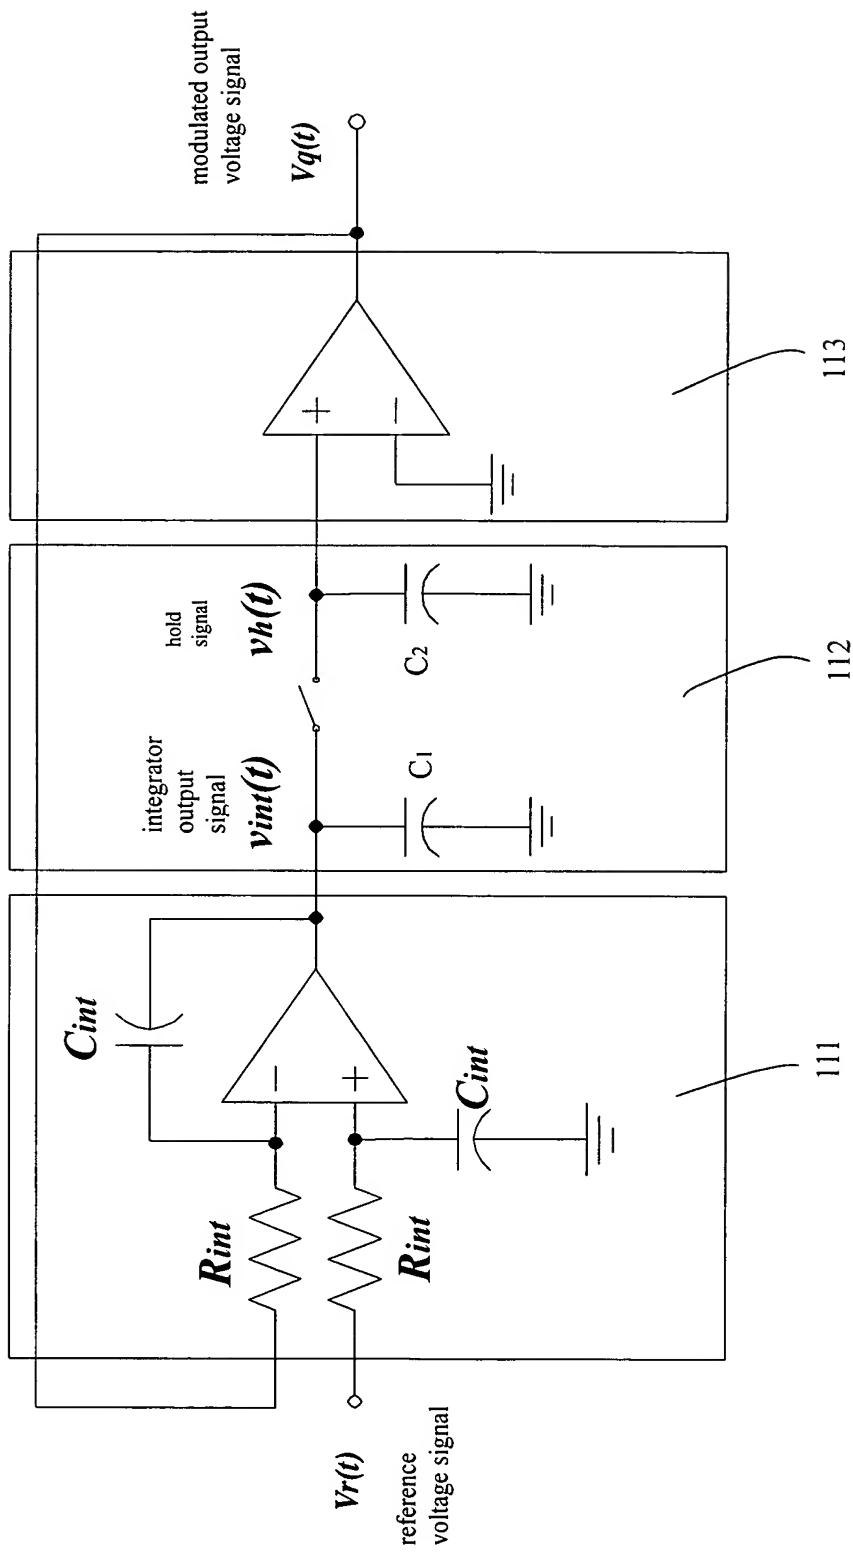 modulated output
voltage signal
Vq(t)
+
−
113
hold
signal
vh(t)
C2
integrator
output
signal
vint(t)
C1
112
Cint
−
+
Cint
Rint
Rint
111
Vr(t)
reference
voltage signal